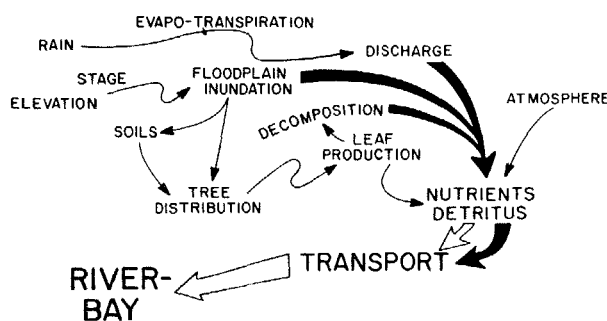 EVAPO-TRANSPIRATION
RAIN
DISCHARGE
STAGE
FLOODPLAIN
INUNDATION
ELEVATION
ATMOSPHERE
DECOMPOSITION
SOILS
LEAF
PRODUCTION
TREE
DISTRIBUTION
NUTRIENTS
DETRITUS
TRANSPORT
RIVER-
BAY